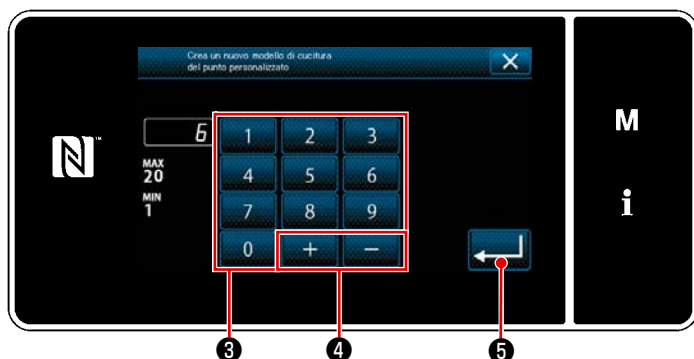 Crea un nuovo modello di cucitura
del punto personalizzato
6
MAX
20
MIN
1
1 2 3
4 5 6
7 8 9
0 + −
M
i
N
™
❸ ❹ ❺